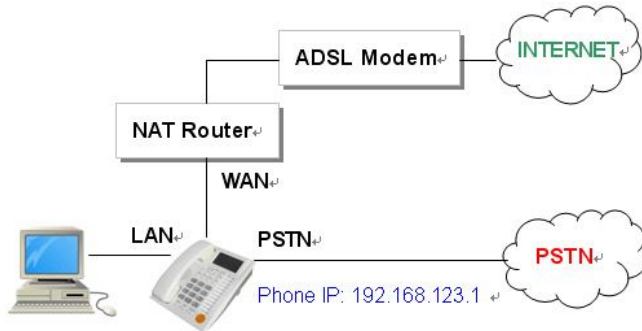 INTERNET↵
ADSL Modem↵
NAT Router↵
WAN↵
LAN↵
PSTN↵
PSTN↵
Phone IP: 192.168.123.1 ↵